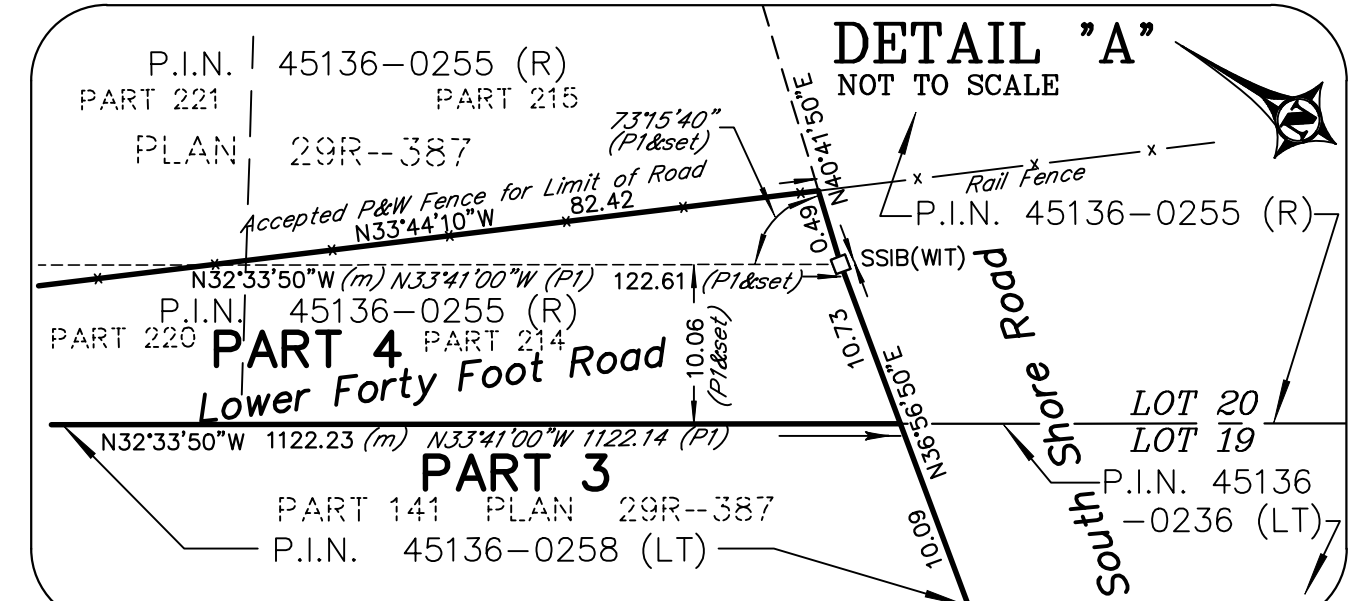 DETAIL "A"
NOT TO SCALE
P.I.N. 45136-0255 (R)
PART 221 PART 215
PLAN 29R--387
73°15'40"
(P1&set)
N40°41'50"E
Accepted P&W Fence for Limit of Road
N33°44'10"W 82.42
Rail Fence
P.I.N. 45136-0255 (R)
0.49
SSIB(WIT)
N32°33'50"W (m) N33°41'00"W (P1) 122.61 (P1&set)
P.I.N. 45136-0255 (R)
PART 220 PART 4 PART 214
Lower Forty Foot Road
10.06
(P1&set)
10.73
N36°56'50"E
South Shore Road
LOT 20
LOT 19
N32°33'50"W 1122.23 (m) N33°41'00"W 1122.14 (P1)
PART 3
PART 141 PLAN 29R--387
P.I.N. 45136-0258 (LT)
10.09
P.I.N. 45136
-0236 (LT)